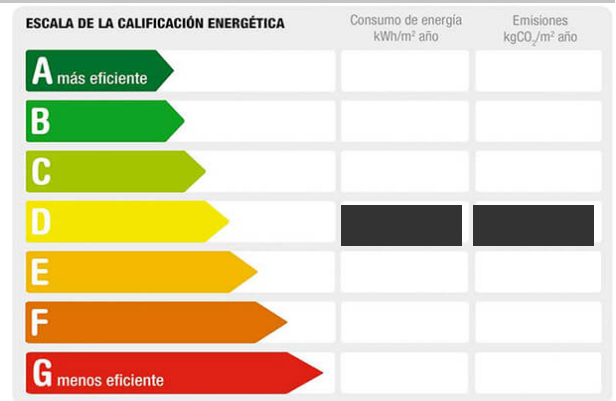 ESCALA DE LA CALIFICACIÓN ENERGÉTICA
Consumo de energía
kWh/m² año
Emisiones
kgCO₂/m² año
A más eficiente
B
C
D
E
F
G menos eficiente